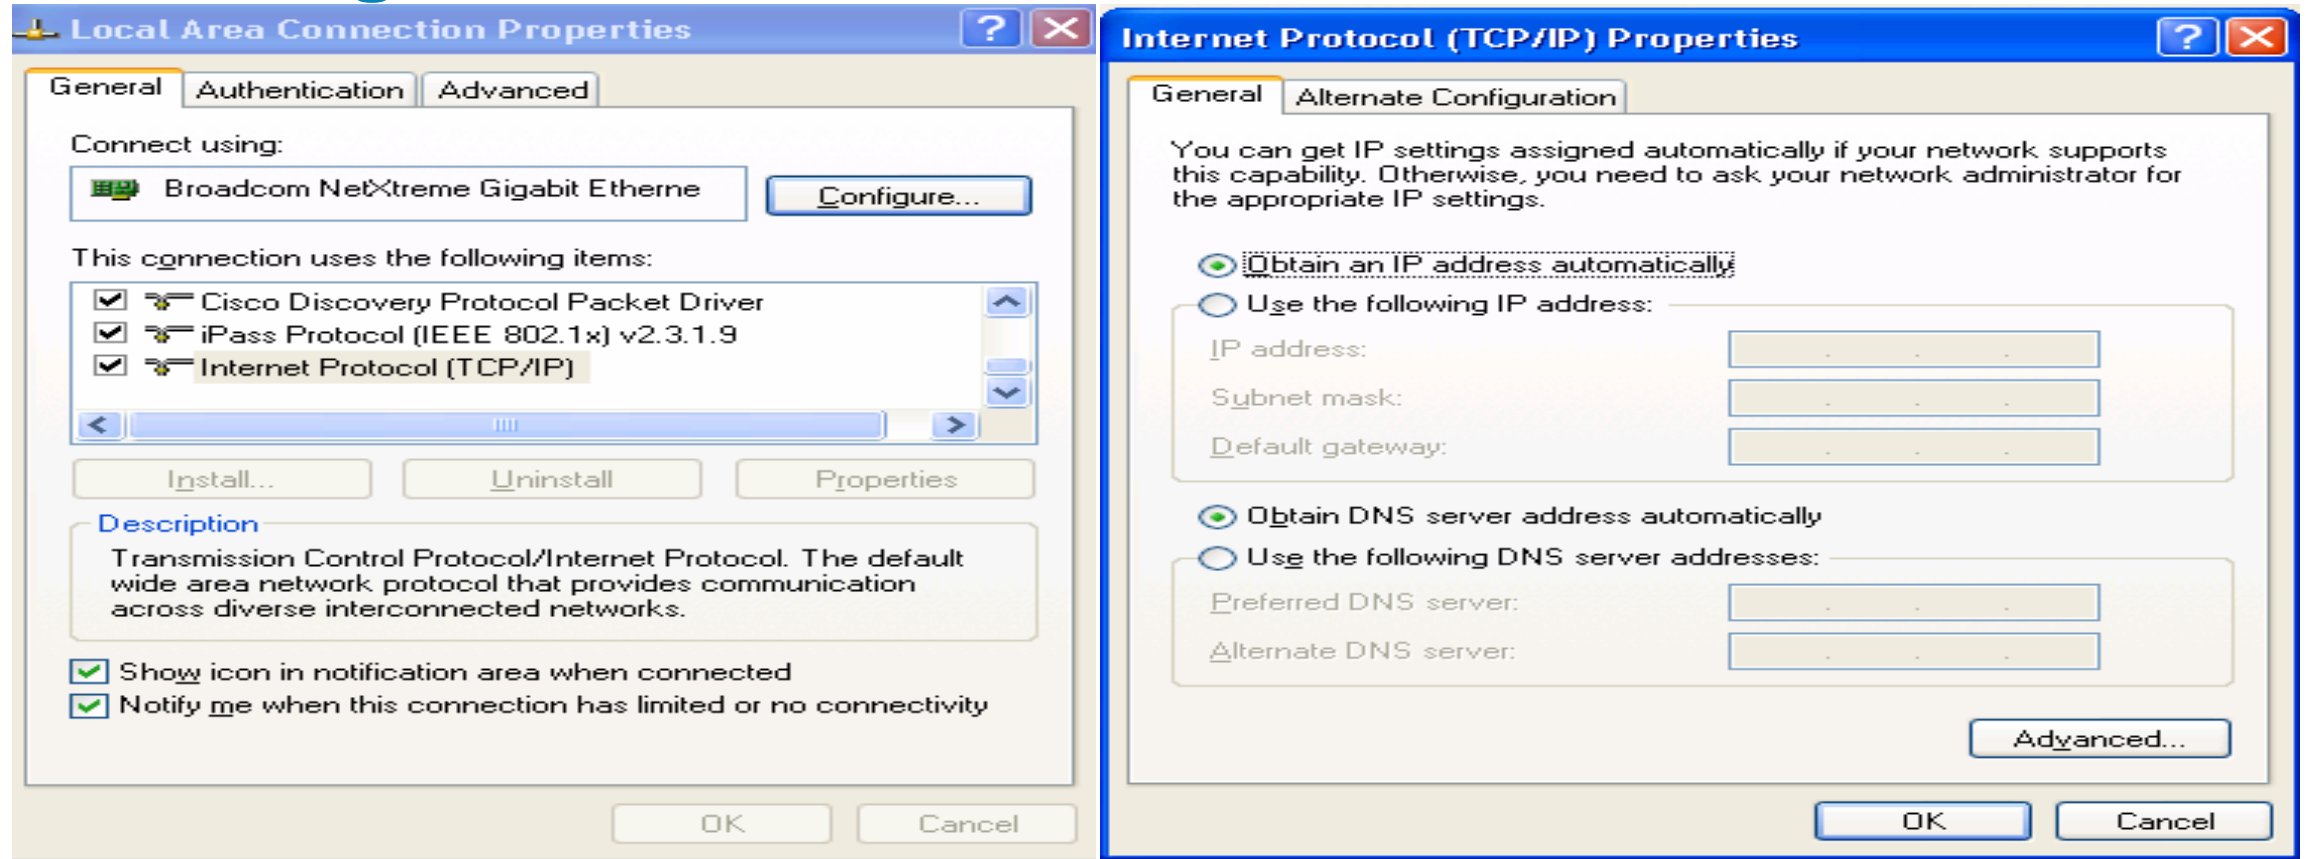 Local Area Connection Properties
General
Authentication
Advanced
Connect using:
Broadcom NetXtreme Gigabit Etherne
Configure...
This connection uses the following items:
Cisco Discovery Protocol Packet Driver
iPass Protocol (IEEE 802.1x) v2.3.1.9
Internet Protocol (TCP/IP)
Install...
Uninstall
Properties
Description
Transmission Control Protocol/Internet Protocol. The default
wide area network protocol that provides communication
across diverse interconnected networks.
Show icon in notification area when connected
Notify me when this connection has limited or no connectivity
OK
Cancel
Internet Protocol (TCP/IP) Properties
General
Alternate Configuration
You can get IP settings assigned automatically if your network supports
this capability. Otherwise, you need to ask your network administrator for
the appropriate IP settings.
Obtain an IP address automatically
Use the following IP address:
IP address:
Subnet mask:
Default gateway:
Obtain DNS server address automatically
Use the following DNS server addresses:
Preferred DNS server:
Alternate DNS server:
Advanced...
OK
Cancel